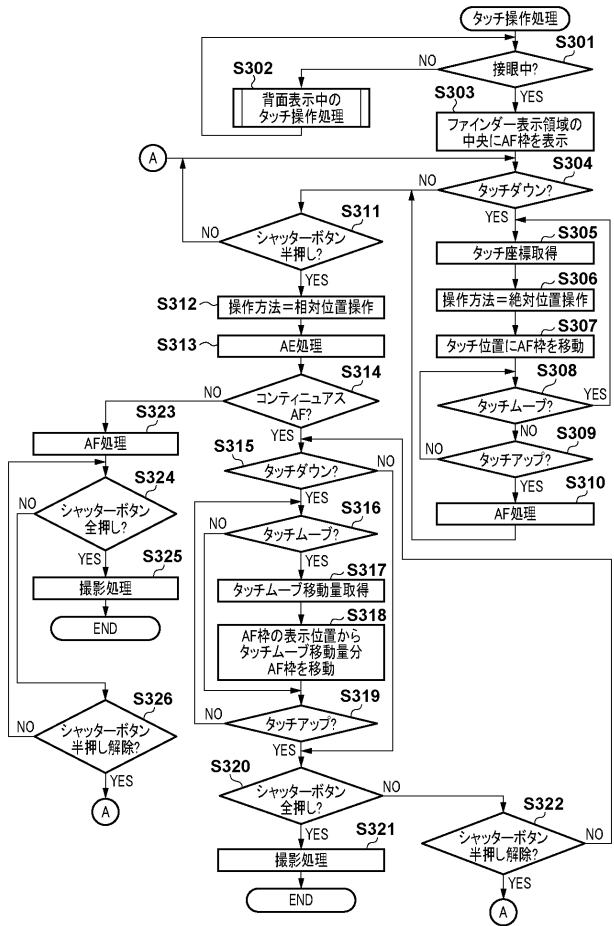 タッチ操作処理
S301
接眼中?
NO
YES
S302
背面表示中の
タッチ操作処理
S303
ファインダー表示領域の
中央にAF枠を表示
A
S304
タッチダウン?
NO
YES
S305
タッチ座標取得
S306
操作方法＝絶対位置操作
S307
タッチ位置にAF枠を移動
S308
タッチムーブ?
YES
NO
S309
タッチアップ?
NO
YES
S310
AF処理
S311
シャッターボタン
半押し?
NO
YES
S312
操作方法＝相対位置操作
S313
AE処理
S314
コンティニュアス
AF?
NO
YES
S315
タッチダウン?
NO
YES
S316
タッチムーブ?
NO
YES
S317
タッチムーブ移動量取得
S318
AF枠の表示位置から
タッチムーブ移動量分
AF枠を移動
S319
タッチアップ?
NO
YES
S320
シャッターボタン
全押し?
NO
YES
S321
撮影処理
END
S322
シャッターボタン
半押し解除?
NO
YES
A
S323
AF処理
S324
シャッターボタン
全押し?
NO
YES
S325
撮影処理
END
S326
シャッターボタン
半押し解除?
NO
YES
A